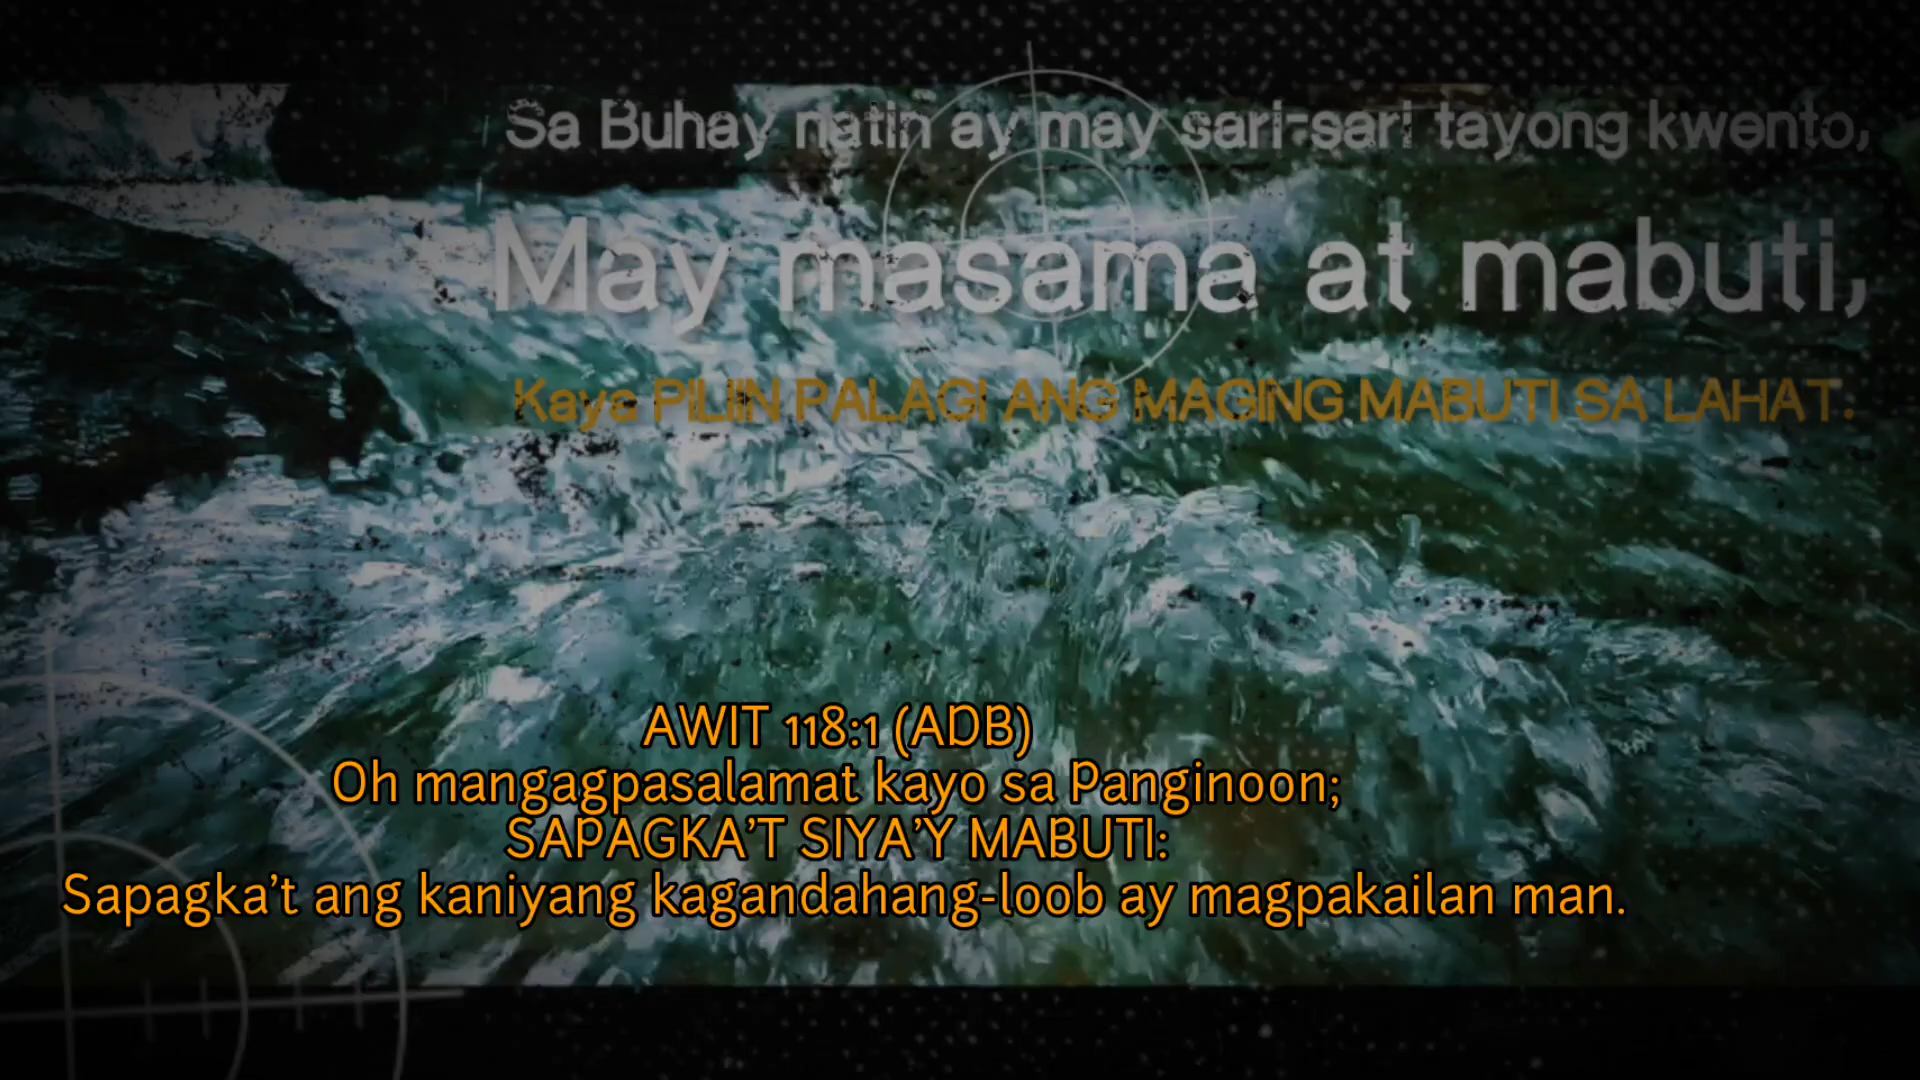 Sa Buhay natin ay may sari-sari tayong kwento,
May masama at mabuti,
Kaya PILIIN PALAGI ANG MAGING MABUTI SA LAHAT.
AWIT 118:1 (ADB)
Oh mangagpasalamat kayo sa Panginoon;
SAPAGKA’T SIYA’Y MABUTI:
Sapagka’t ang kaniyang kagandahang-loob ay magpakailan man.